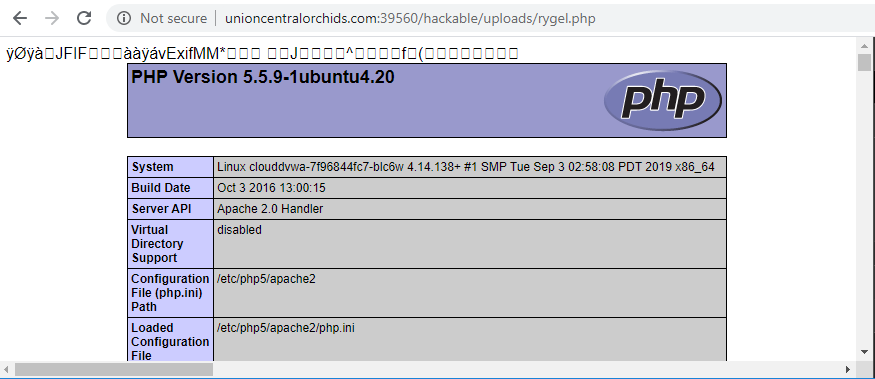 Not secure | unioncentralorchids.com:39560/hackable/uploads/rygel.php
ÿØÿà□JFIF□□□ààÿávExifMM*□□□ □□J□□□□^□□□□f□(□□□□□□□□
PHP Version 5.5.9-1ubuntu4.20
php
System Linux clouddvwa-7f96844fc7-blc6w 4.14.138+ #1 SMP Tue Sep 3 02:58:08 PDT 2019 x86_64
Build Date Oct 3 2016 13:00:15
Server API Apache 2.0 Handler
Virtual disabled
Directory
Support
Configuration /etc/php5/apache2
File (php.ini)
Path
Loaded /etc/php5/apache2/php.ini
Configuration
File